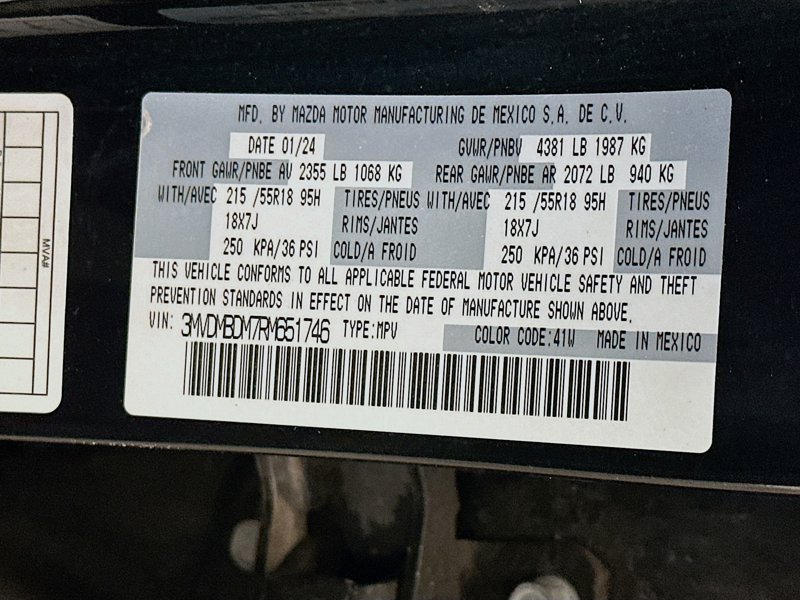 MFD. BY MAZDA MOTOR MANUFACTURING DE MEXICO S.A. DE C.V.
DATE 01/24 GVWR/PNBV 4381 LB 1987 KG
FRONT GAWR/PNBE AV 2355 LB 1068 KG REAR GAWR/PNBE AR 2072 LB 940 KG
WITH/AVEC 215 /55R18 95H TIRES/PNEUS WITH/AVEC 215 /55R18 95H TIRES/PNEUS
18X7J RIMS/JANTES 18X7J RIMS/JANTES
250 KPA/36 PSI COLD/A FROID 250 KPA/36 PSI COLD/A FROID
THIS VEHICLE CONFORMS TO ALL APPLICABLE FEDERAL MOTOR VEHICLE SAFETY AND THEFT
PREVENTION STANDARDS IN EFFECT ON THE DATE OF MANUFACTURE SHOWN ABOVE.
VIN: 3MVDMBDM7RM651746 TYPE:MPV COLOR CODE:41W MADE IN MEXICO
MVA#